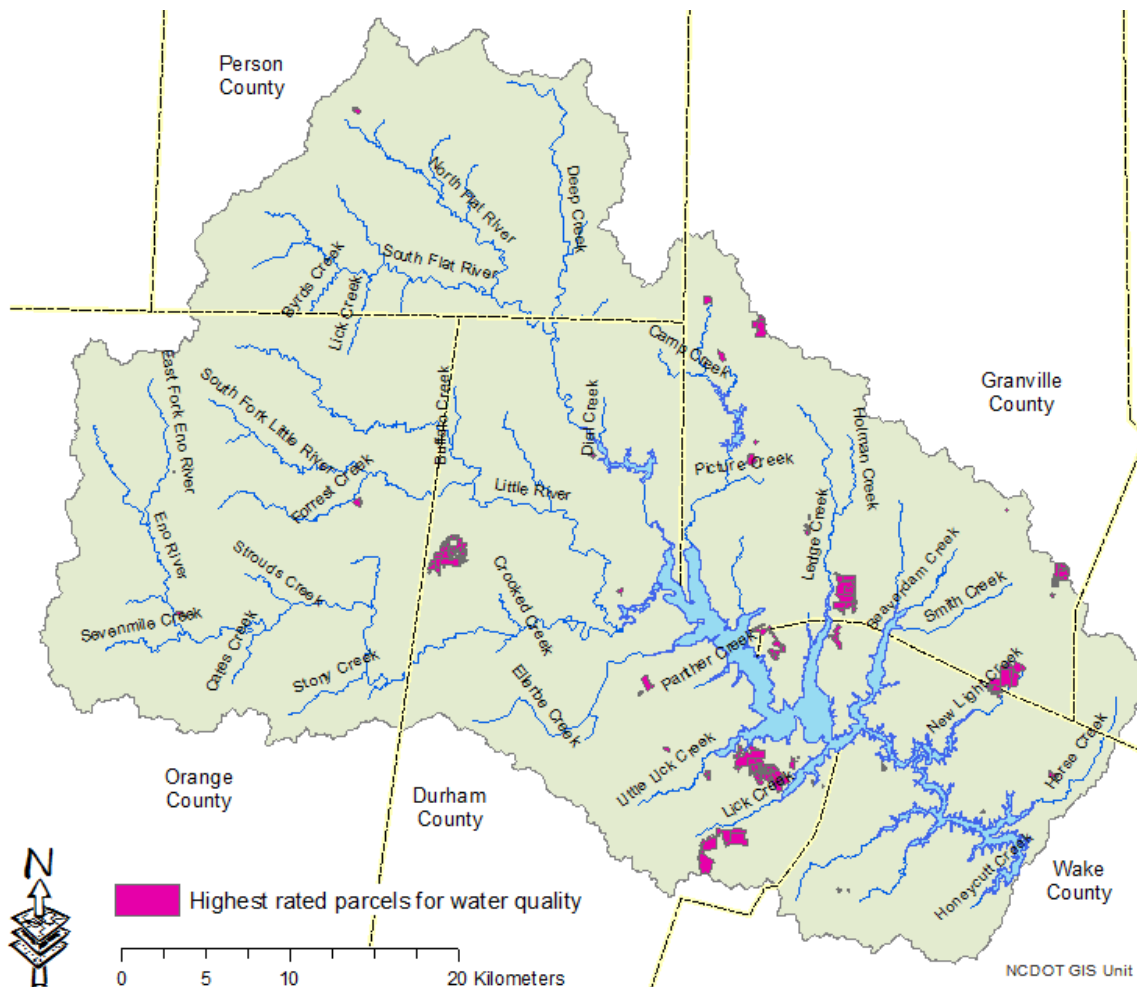 Person
County
North Flat River
Deep Creek
South Flat River
Byrds Creek
Lick Creek
Camp Creek
East Fork Eno River
Granville
County
South Fork Little River
Buffalo Creek
Dial Creek
Holman Creek
Picture Creek
Forrest Creek
Little River
Ledge Creek
Eno River
Strouds Creek
Crooked Creek
Beaverdam Creek
Smith Creek
Sevenmile Creek
Cates Creek
Stony Creek
Panther Creek
Ellerbe Creek
New Light Creek
Horse Creek
Little Lick Creek
Orange
County
Durham
County
Lick Creek
Honeycutt Creek
Wake
County
N
Highest rated parcels for water quality
0 5 10 20 Kilometers
NCDOT GIS Unit